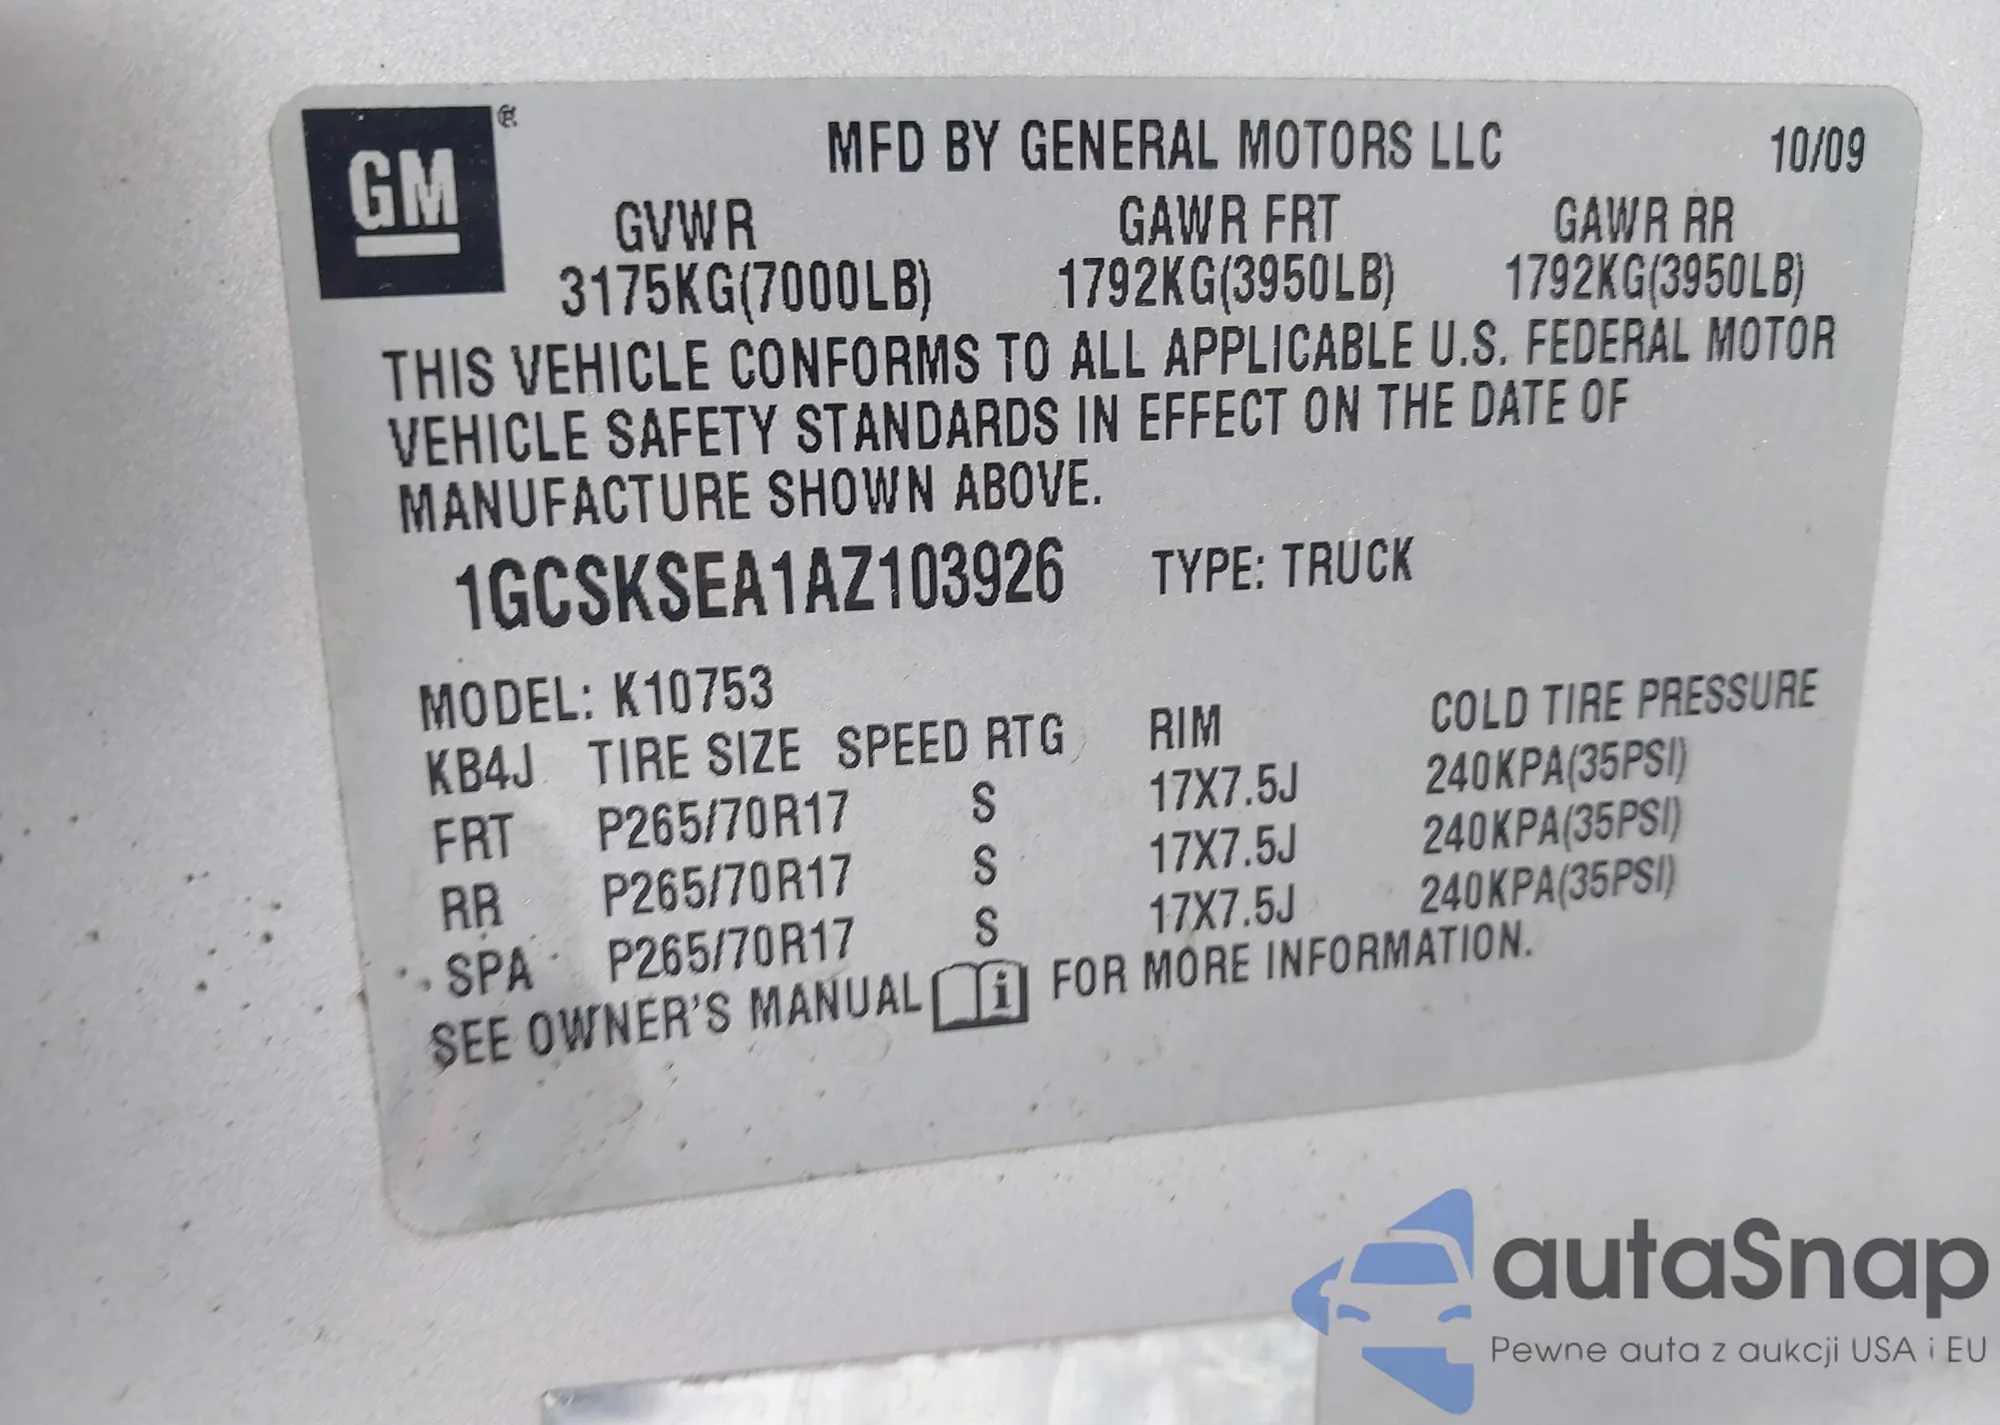 GM®
MFD BY GENERAL MOTORS LLC 10/09
GVWR GAWR FRT GAWR RR
3175KG(7000LB) 1792KG(3950LB) 1792KG(3950LB)
THIS VEHICLE CONFORMS TO ALL APPLICABLE U.S. FEDERAL MOTOR
VEHICLE SAFETY STANDARDS IN EFFECT ON THE DATE OF
MANUFACTURE SHOWN ABOVE.
1GCSKSEA1AZ103926 TYPE: TRUCK
MODEL: K10753
KB4J TIRE SIZE SPEED RTG RIM COLD TIRE PRESSURE
FRT P265/70R17 S 17X7.5J 240KPA(35PSI)
RR P265/70R17 S 17X7.5J 240KPA(35PSI)
SPA P265/70R17 S 17X7.5J 240KPA(35PSI)
SEE OWNER'S MANUAL i FOR MORE INFORMATION.
autaSnap
Pewne auta z aukcji USA i EU